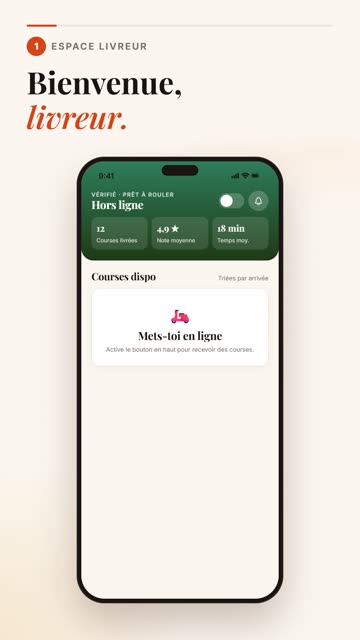 1 ESPACE LIVREUR
Bienvenue,
livreur.
9:41
VÉRIFIÉ · PRÊT À ROULER
Hors ligne
12
Courses livrées
4,9 ★
Note moyenne
18 min
Temps moy.
Courses dispo
Triées par arrivée
Mets-toi en ligne
Active le bouton en haut pour recevoir des courses.